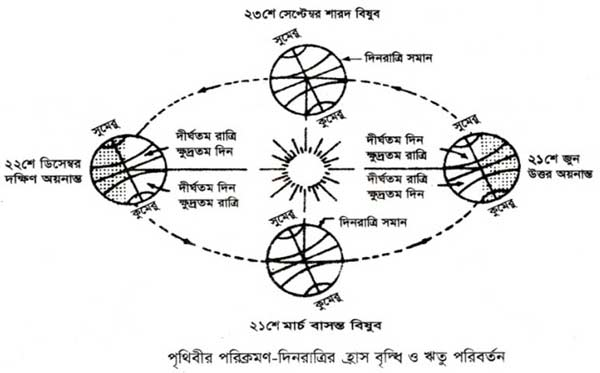 ২৩শে সেপ্টেম্বর শারদ বিষুব
সুমেরু
দিনরাত্রি সমান
কুমেরু
সুমেরু
দীর্ঘতম রাত্রি
ক্ষুদ্রতম দিন
২২শে ডিসেম্বর
দক্ষিণ অয়নান্ত
দীর্ঘতম দিন
ক্ষুদ্রতম রাত্রি
কুমেরু
সুমেরু
দীর্ঘতম দিন
ক্ষুদ্রতম রাত্রি
২১শে জুন
উত্তর অয়নান্ত
দীর্ঘতম রাত্রি
ক্ষুদ্রতম দিন
কুমেরু
সুমেরু
দিনরাত্রি সমান
কুমেরু
২১শে মার্চ বাসন্ত বিষুব
পৃথিবীর পরিক্রমণ-দিনরাত্রির হ্রাস বৃদ্ধি ও ঋতু পরিবর্তন